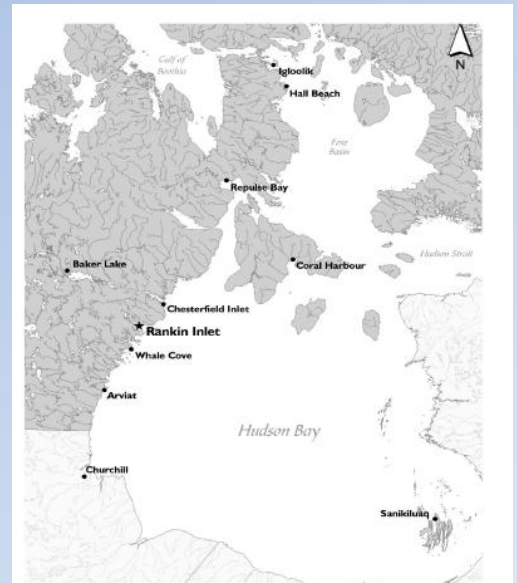 N
Gulf of
Boothia
Igloolik
Hall Beach
Foxe
Basin
Repulse Bay
Hudson Strait
Baker Lake
Coral Harbour
Chesterfield Inlet
Rankin Inlet
Whale Cove
Arviat
Hudson Bay
Churchill
Sanikiluaq